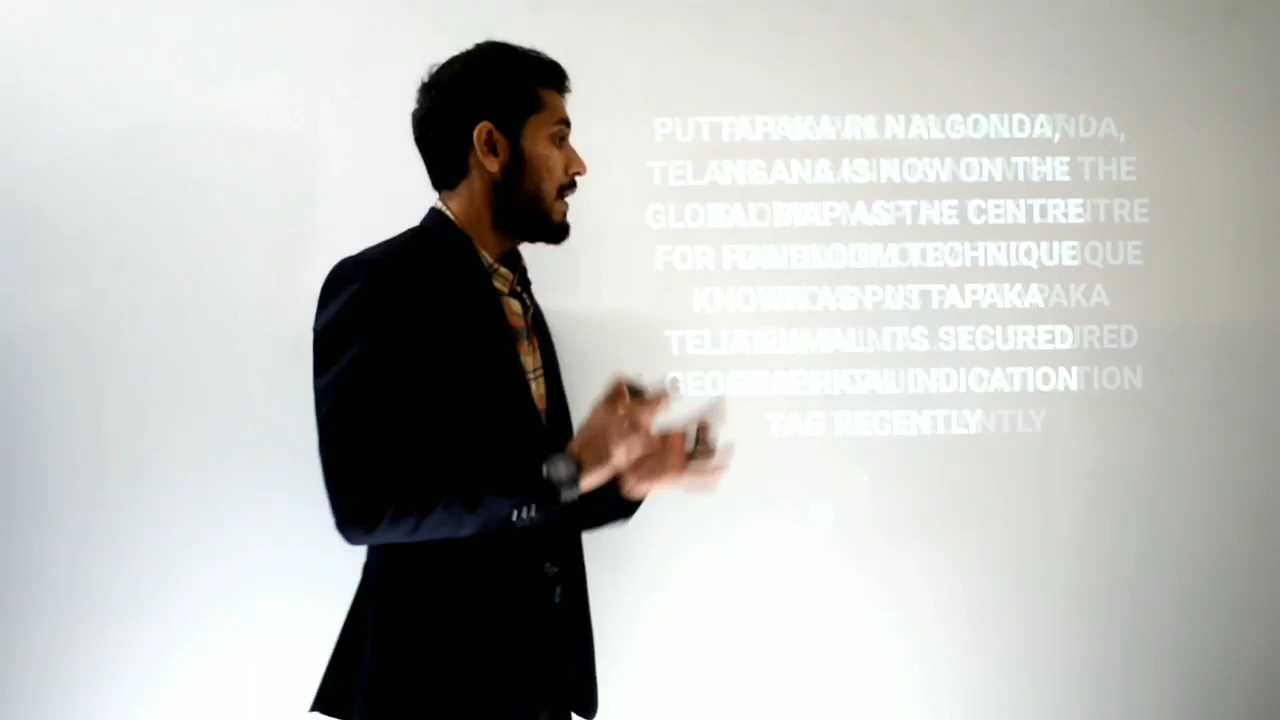 PUTTAPAKA IN NALGONDA,
TELANGANA IS NOW ON THE
GLOBAL MAP AS THE CENTRE
FOR HANDLOOM TECHNIQUE
KNOWN AS PUTTAPAKA
TELIA RUMAL. ITS SECURED
GEOGRAPHICAL INDICATION
TAG RECENTLY